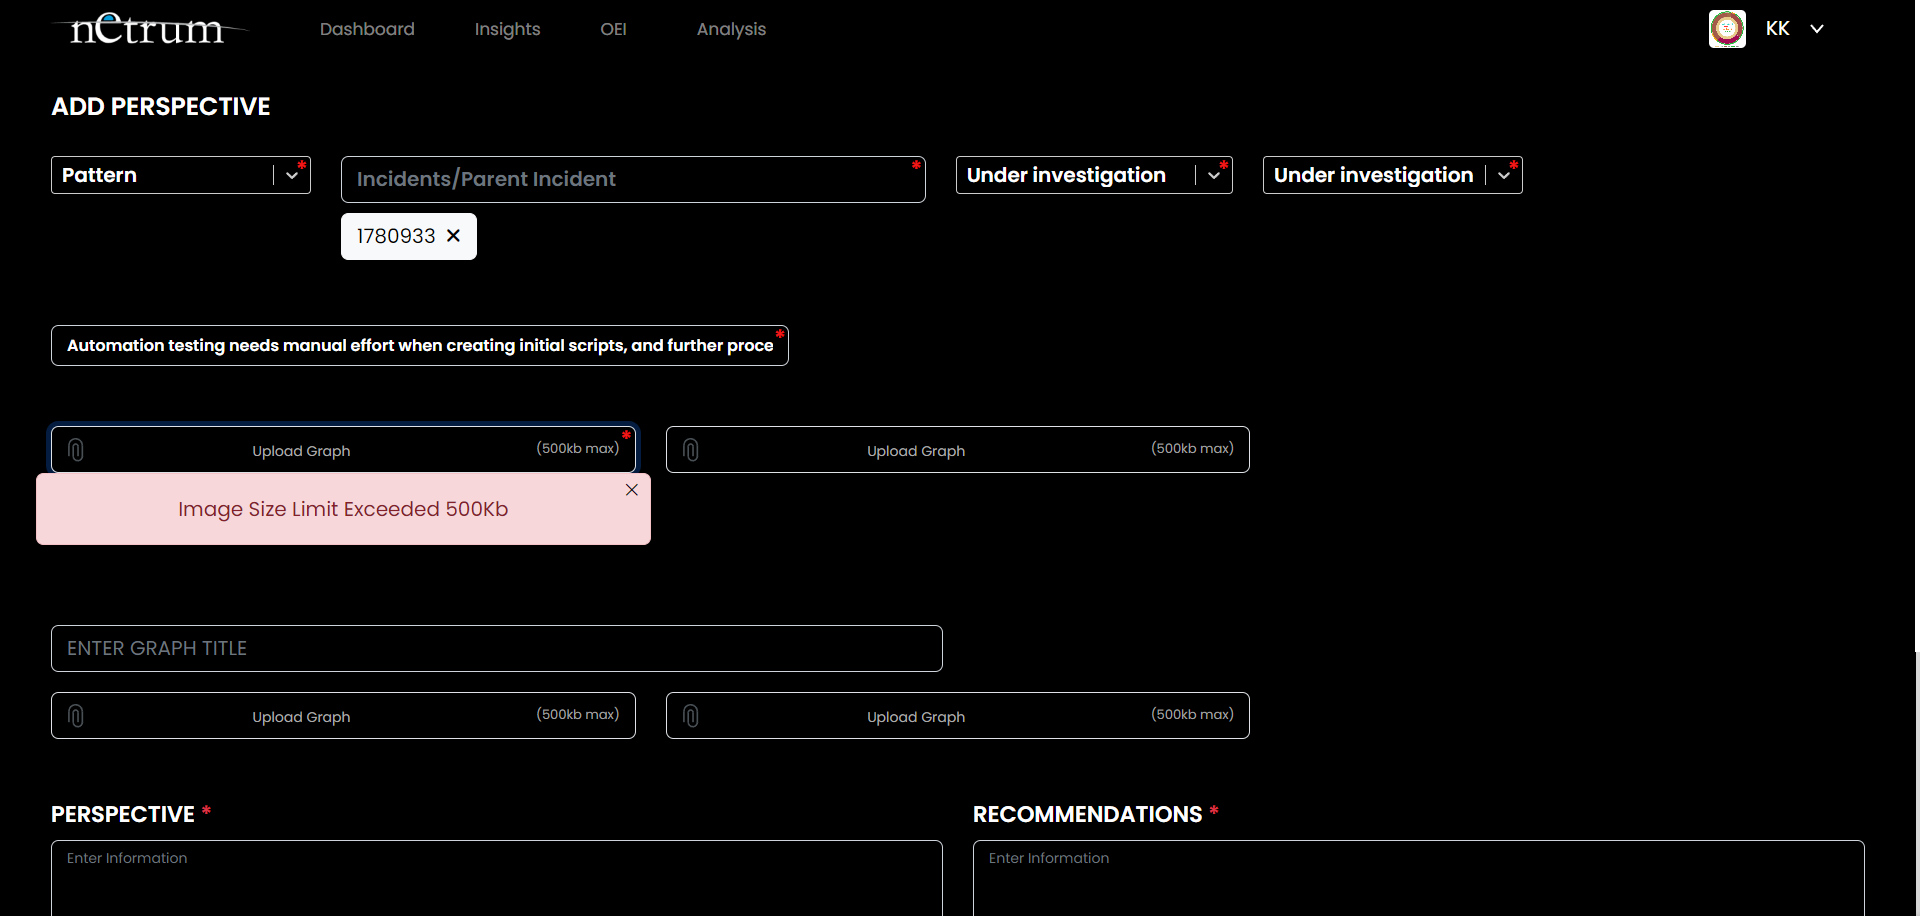 netrum Dashboard Insights OEI Analysis KK
ADD PERSPECTIVE
Pattern * Incidents/Parent Incident * Under investigation * Under investigation *
1780933 ✕
Automation testing needs manual effort when creating initial scripts, and further proce *
Upload Graph (500kb max) * Upload Graph (500kb max)
Image Size Limit Exceeded 500Kb
ENTER GRAPH TITLE
Upload Graph (500kb max) Upload Graph (500kb max)
PERSPECTIVE * RECOMMENDATIONS *
Enter Information Enter Information